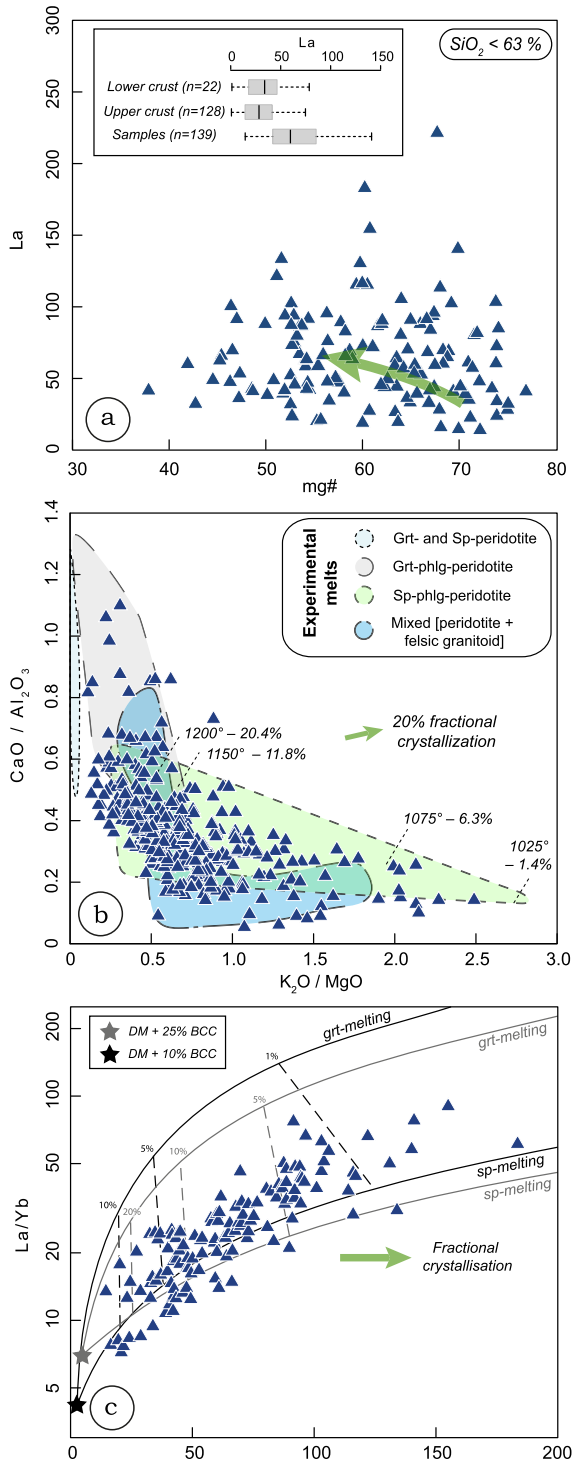 300
250
200
150
100
50
0
La
La
0
50
100
150
Lower crust (n=22)
Upper crust (n=128)
Samples (n=139)
SiO2 < 63 %
a
30
40
50
60
70
80
mg#
1.4
1.2
1.0
0.8
0.6
0.4
0.2
0
CaO / Al2O3
Experimental
melts
Grt- and Sp-peridotite
Grt-phlg-peridotite
Sp-phlg-peridotite
Mixed [peridotite +
felsic granitoid]
20% fractional
crystallization
1200° – 20.4%
1150° – 11.8%
1075° – 6.3%
1025°
– 1.4%
b
0
0.5
1.0
1.5
2.0
2.5
3.0
K2O / MgO
200
100
50
20
10
5
La/Yb
DM + 25% BCC
DM + 10% BCC
grt-melting
grt-melting
1%
5%
5%
10%
10%
20%
sp-melting
sp-melting
Fractional
crystallisation
c
0
50
100
150
200